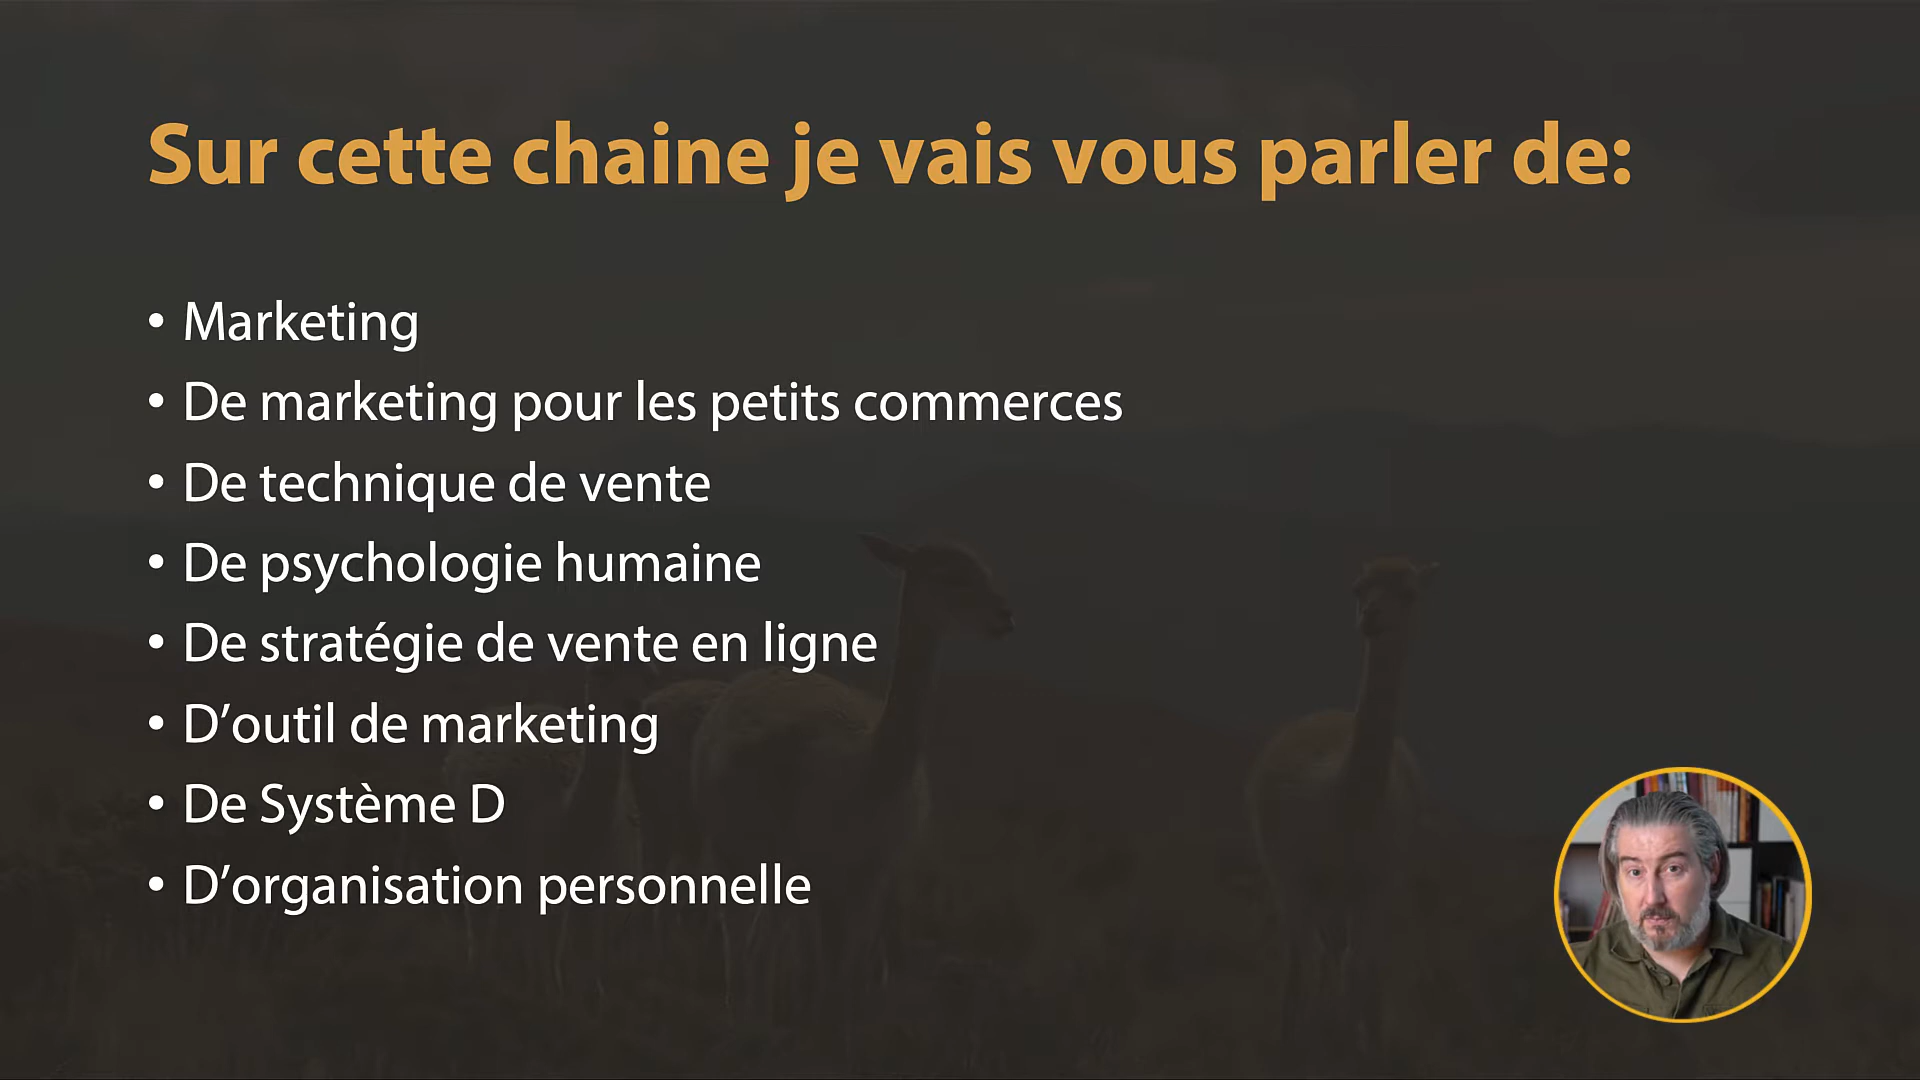 Sur cette chaine je vais vous parler de:
• Marketing
• De marketing pour les petits commerces
• De technique de vente
• De psychologie humaine
• De stratégie de vente en ligne
• D’outil de marketing
• De Système D
• D’organisation personnelle